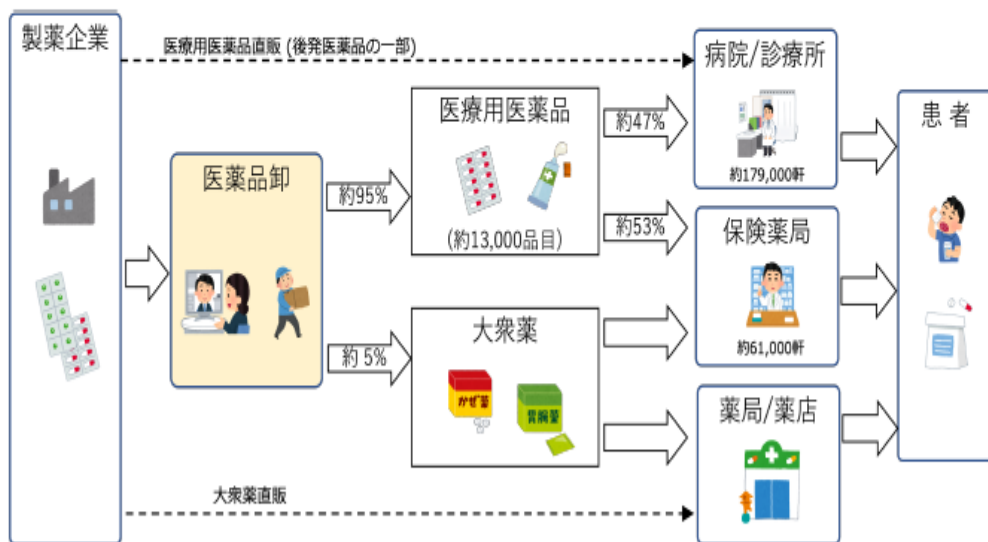 製薬企業
医療用医薬品直販 (後発医薬品の一部)
病院/診療所
約179,000軒
医薬品卸
約95%
医療用医薬品
(約13,000品目)
約47%
約53%
患者
保険薬局
約61,000軒
約 5%
大衆薬
かぜ薬
胃腸薬
薬局/薬店
大衆薬直販